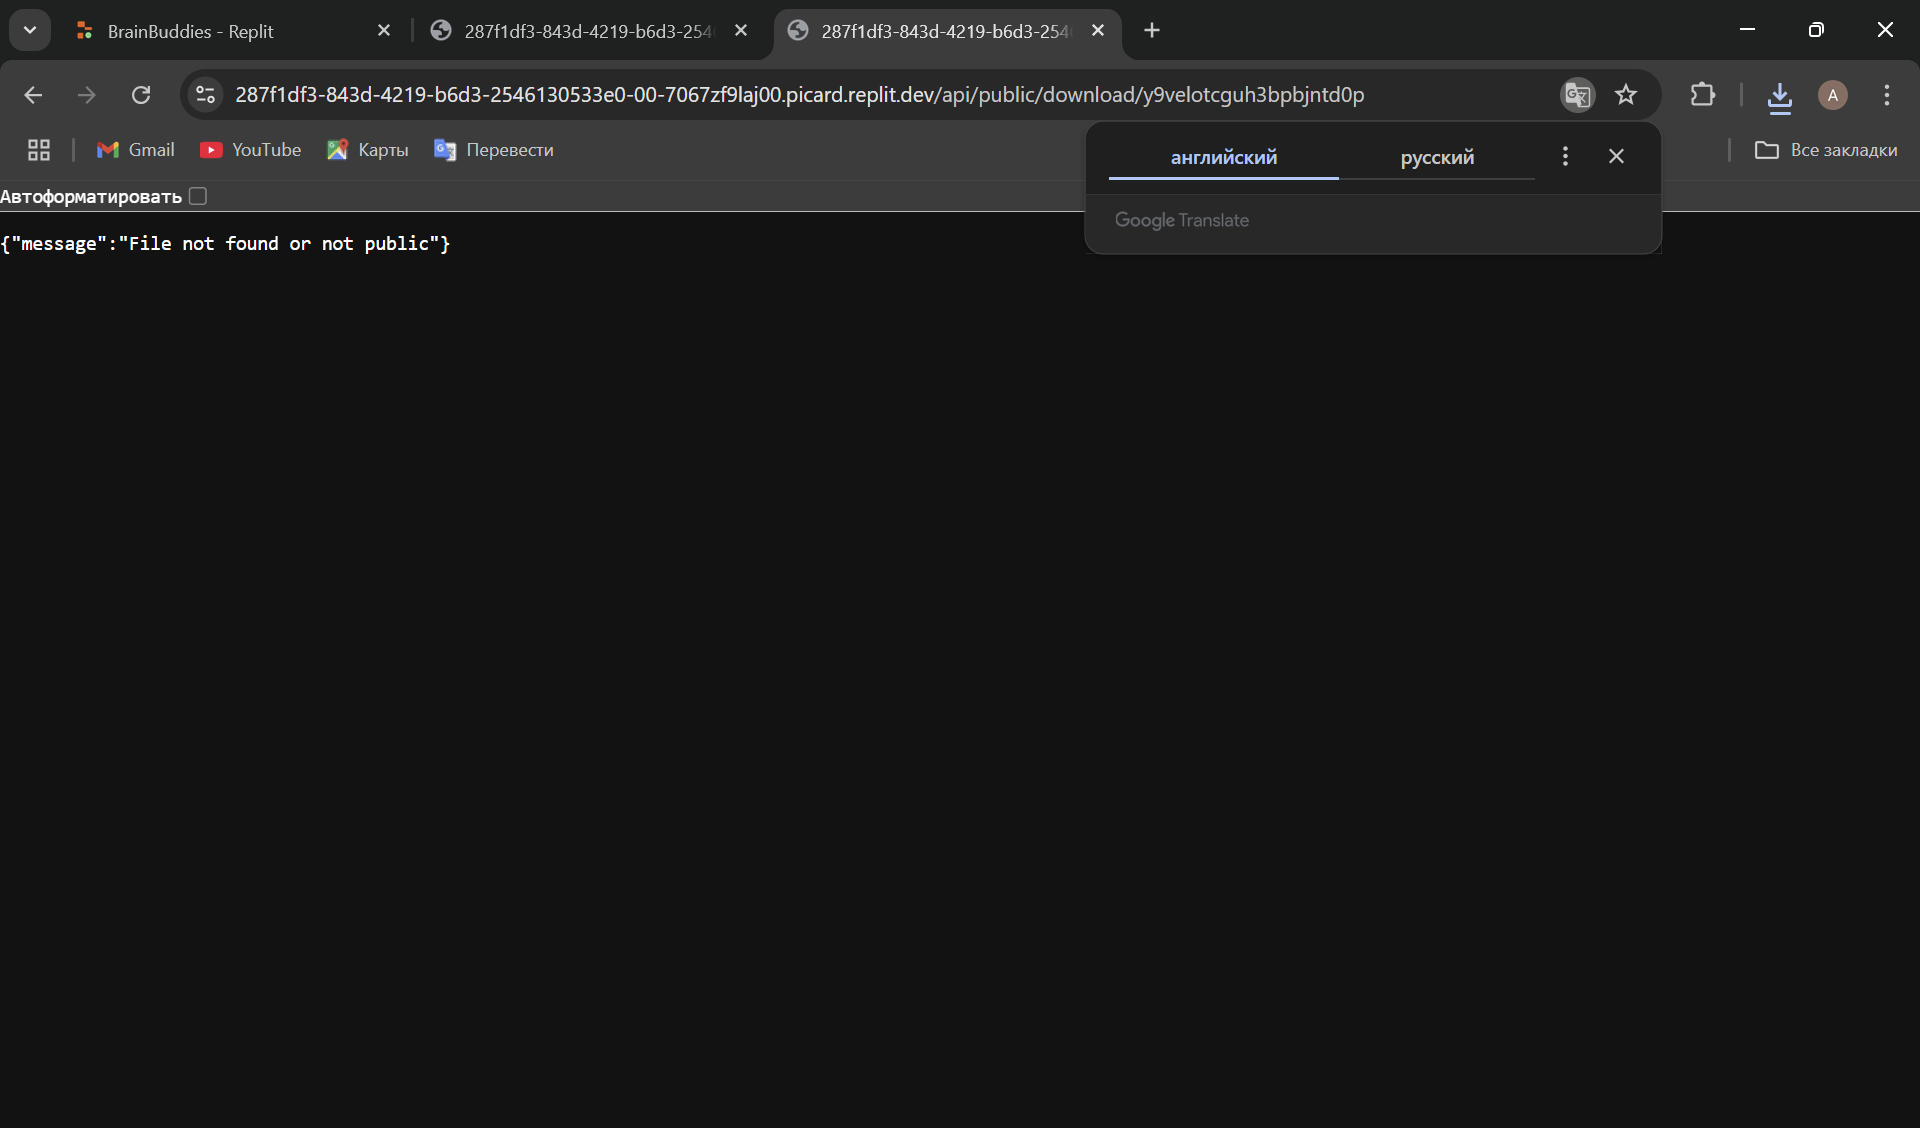 BrainBuddies - Replit
287f1df3-843d-4219-b6d3-254
287f1df3-843d-4219-b6d3-254
287f1df3-843d-4219-b6d3-2546130533e0-00-7067zf9laj00.picard.replit.dev/api/public/download/y9velotcguh3bpbjntd0p
A
Gmail
YouTube
Карты
Перевести
Все закладки
английский
русский
Google Translate
Автоформатировать
{"message":"File not found or not public"}